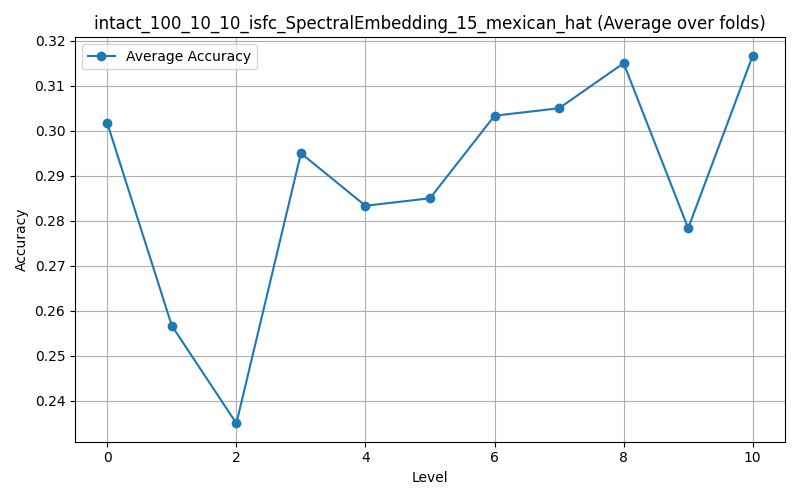 intact_100_10_10_isfc_SpectralEmbedding_15_mexican_hat (Average over folds)
Average Accuracy
0.32
0.31
0.30
0.29
0.28
0.27
0.26
0.25
0.24
Accuracy
0 2 4 6 8 10
Level